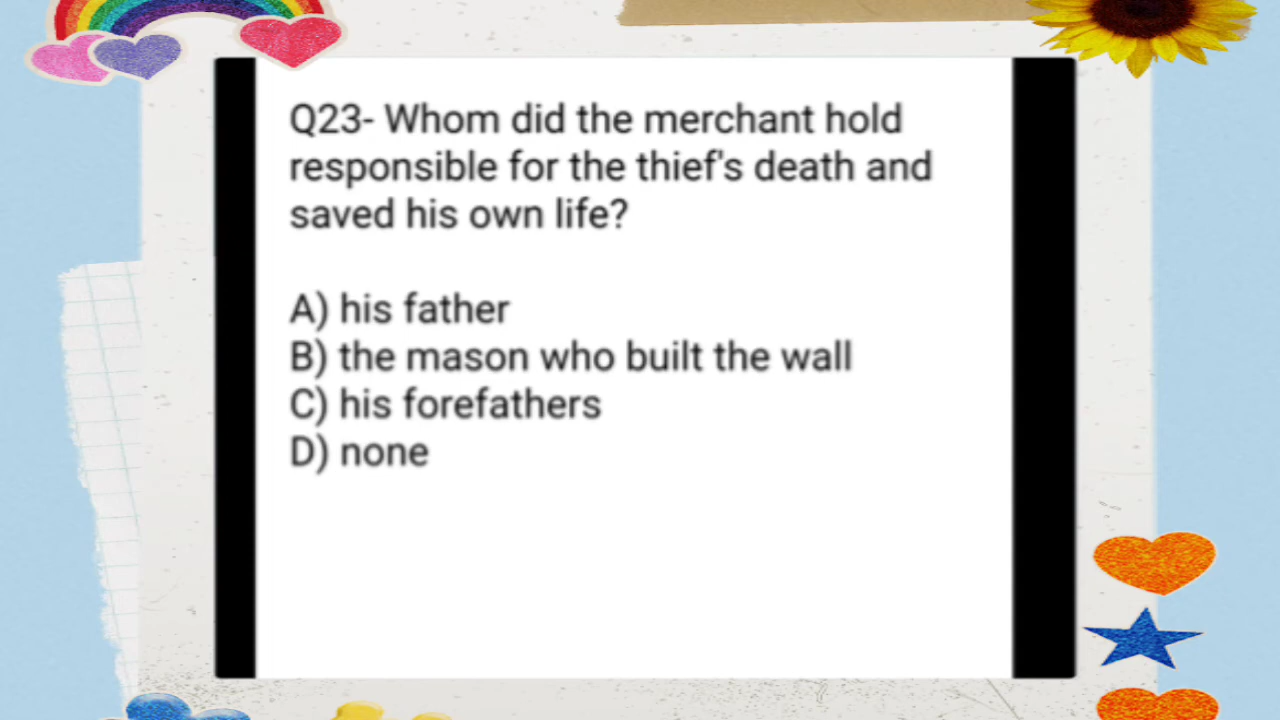 Q23- Whom did the merchant hold
responsible for the thief's death and
saved his own life?
A) his father
B) the mason who built the wall
C) his forefathers
D) none